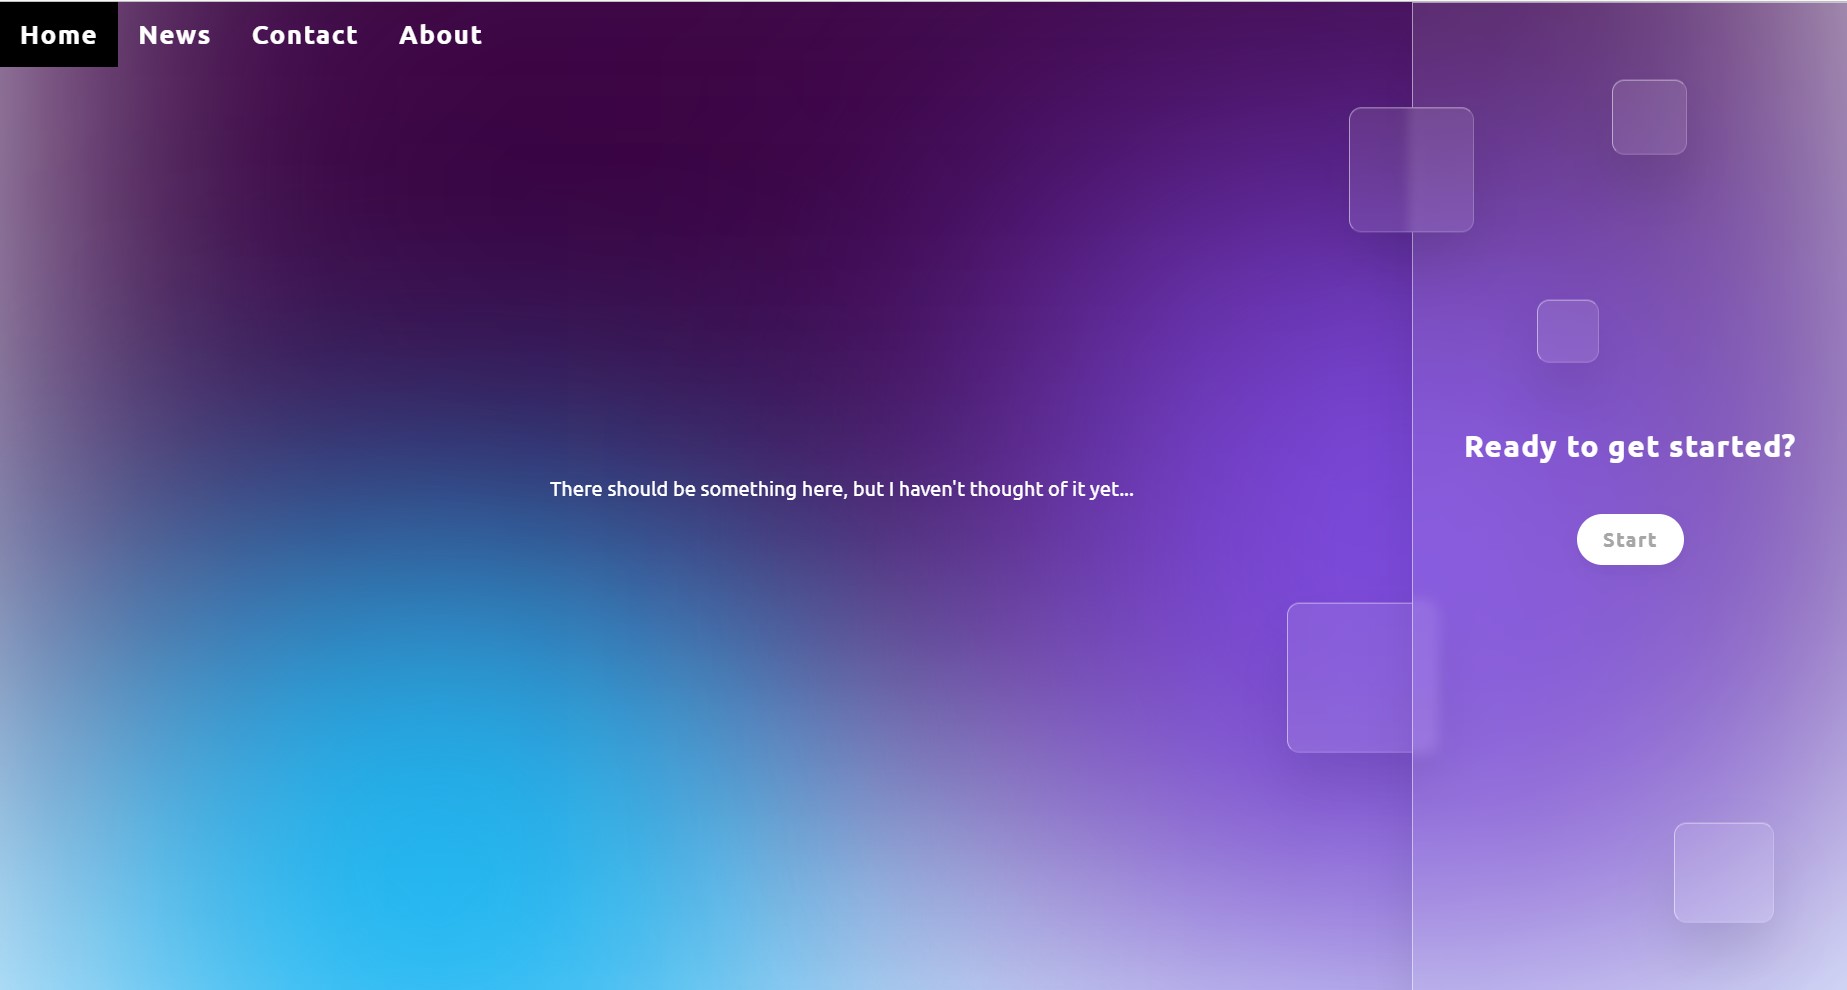 Home News Contact About
Ready to get started?
There should be something here, but I haven't thought of it yet...
Start